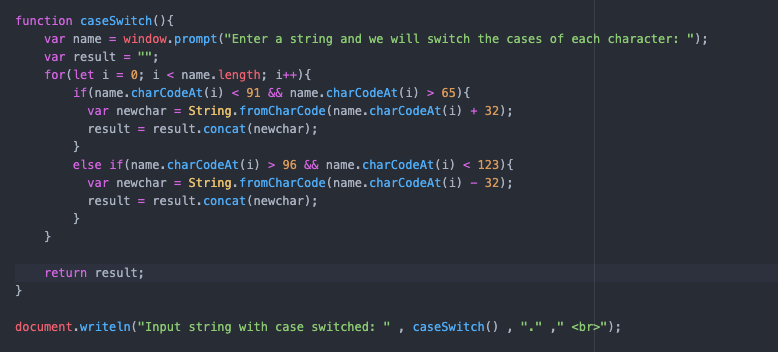 function caseSwitch(){
    var name = window.prompt("Enter a string and we will switch the cases of each character: ");
    var result = "";
    for(let i = 0; i < name.length; i++){
        if(name.charCodeAt(i) < 91 && name.charCodeAt(i) > 65){
          var newchar = String.fromCharCode(name.charCodeAt(i) + 32);
          result = result.concat(newchar);
        }
        else if(name.charCodeAt(i) > 96 && name.charCodeAt(i) < 123){
          var newchar = String.fromCharCode(name.charCodeAt(i) - 32);
          result = result.concat(newchar);
        }
    }

    return result;
}

document.writeln("Input string with case switched: " , caseSwitch() , "." ," <br>");